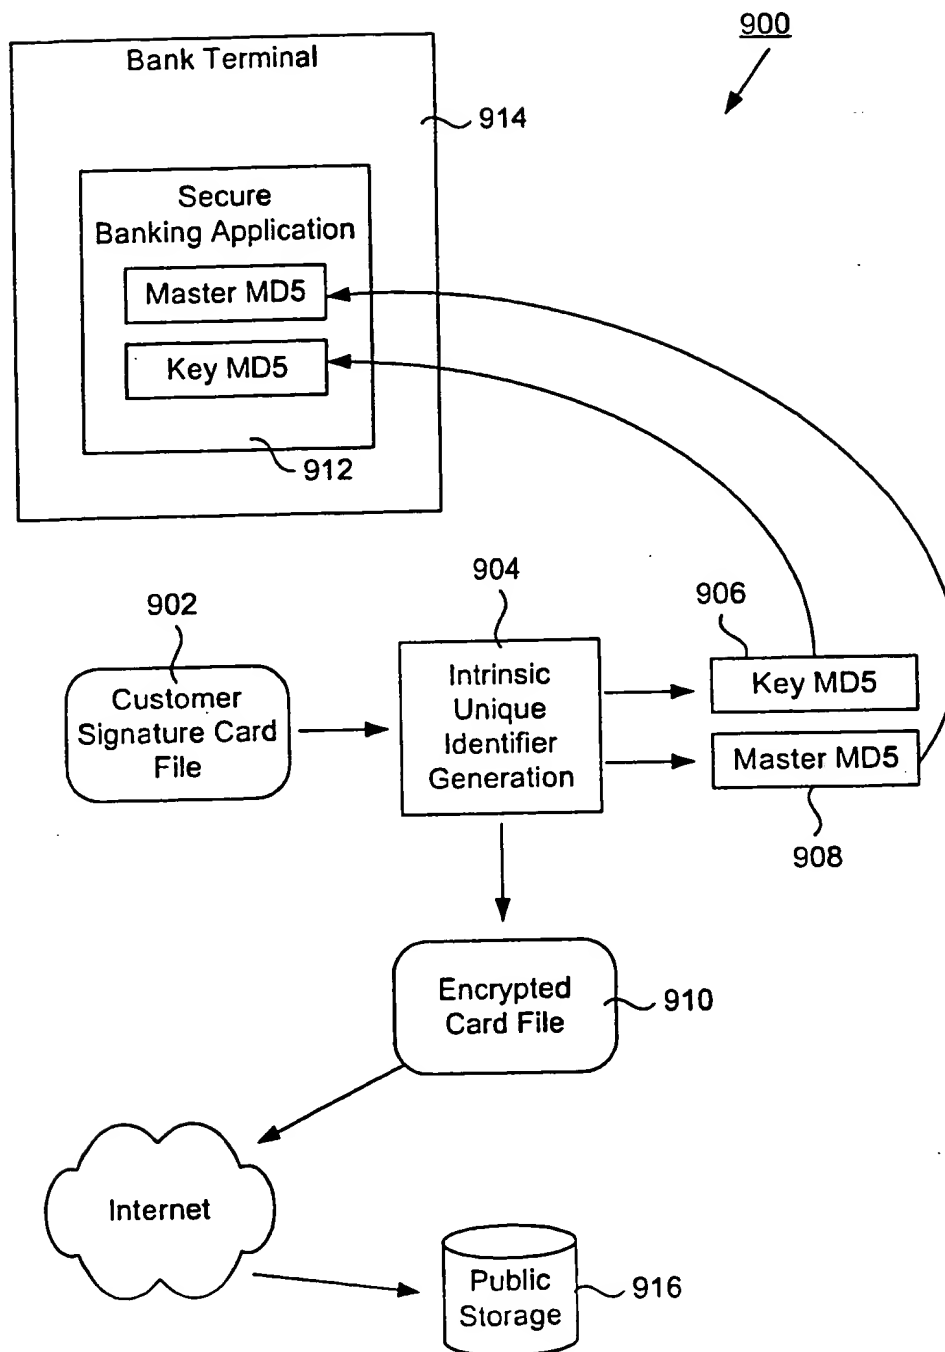 900
Bank Terminal
914
Secure
Banking Application
Master MD5
Key MD5
912
904
902
906
Customer
Signature Card
File
Intrinsic
Unique
Identifier
Generation
Key MD5
Master MD5
908
Encrypted
Card File
910
Internet
Public
Storage
916